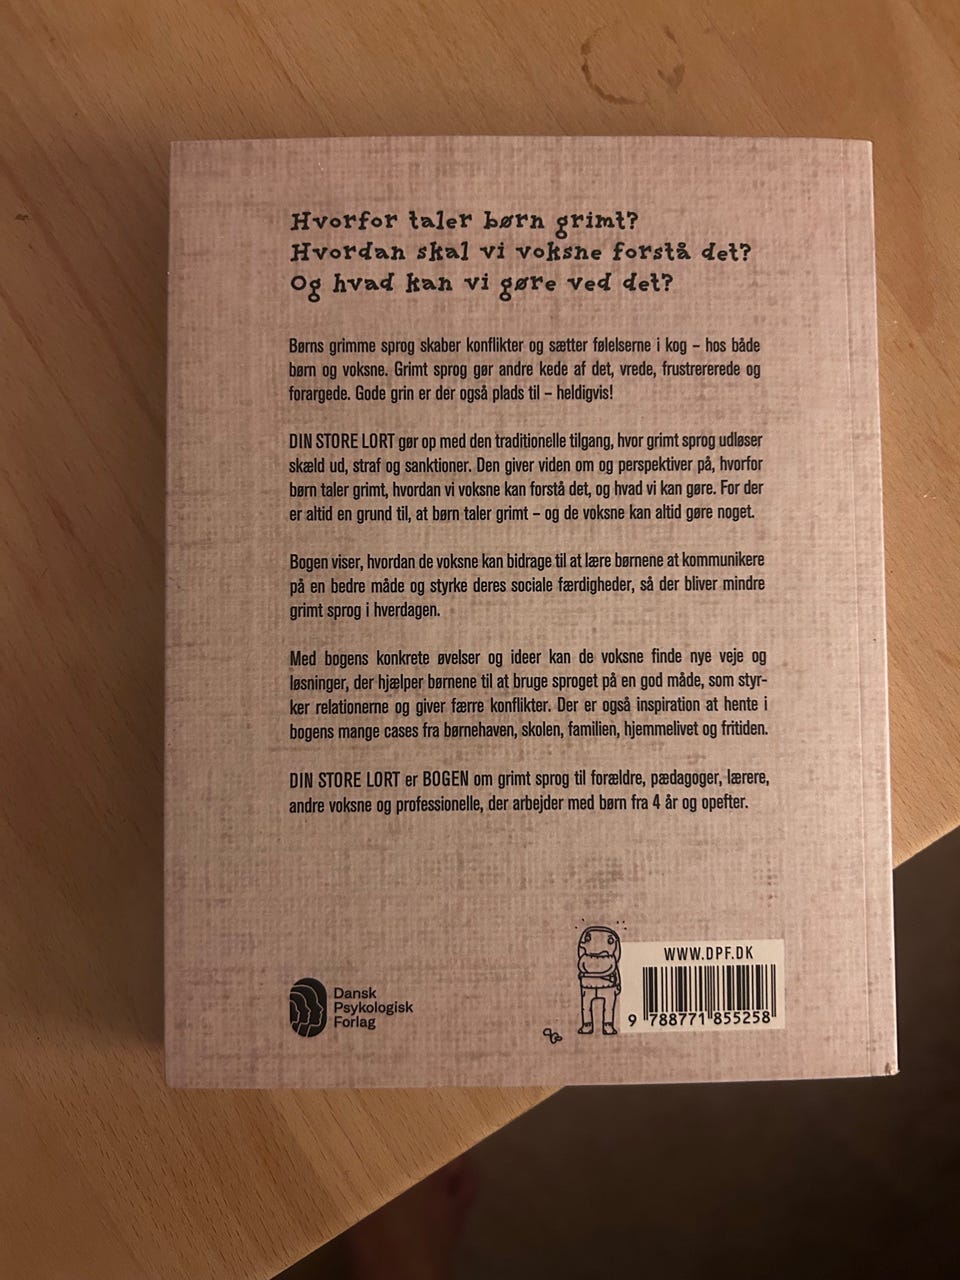 Hvorfor taler børn grimt?
Hvordan skal vi voksne forstå det?
Og hvad kan vi gøre ved det?
Børns grimme sprog skaber konflikter og sætter følelserne i kog – hos både
børn og voksne. Grimt sprog gør andre kede af det, vrede, frustrererede og
forargede. Gode grin er der også plads til – heldigvis!
DIN STORE LORT gør op med den traditionelle tilgang, hvor grimt sprog udløser
skæld ud, straf og sanktioner. Den giver viden om og perspektiver på, hvorfor
børn taler grimt, hvordan vi voksne kan forstå det, og hvad vi kan gøre. For der
er altid en grund til, at børn taler grimt – og de voksne kan altid gøre noget.
Bogen viser, hvordan de voksne kan bidrage til at lære børnene at kommunikere
på en bedre måde og styrke deres sociale færdigheder, så der bliver mindre
grimt sprog i hverdagen.
Med bogens konkrete øvelser og ideer kan de voksne finde nye veje og
løsninger, der hjælper børnene til at bruge sproget på en god måde, som styr-
ker relationerne og giver færre konflikter. Der er også inspiration at hente i
bogens mange cases fra børnehaven, skolen, familien, hjemmelivet og fritiden.
DIN STORE LORT er BOGEN om grimt sprog til forældre, pædagoger, lærere,
andre voksne og professionelle, der arbejder med børn fra 4 år og opefter.
Dansk
Psykologisk
Forlag
WWW.DPF.DK
9 788771 855258